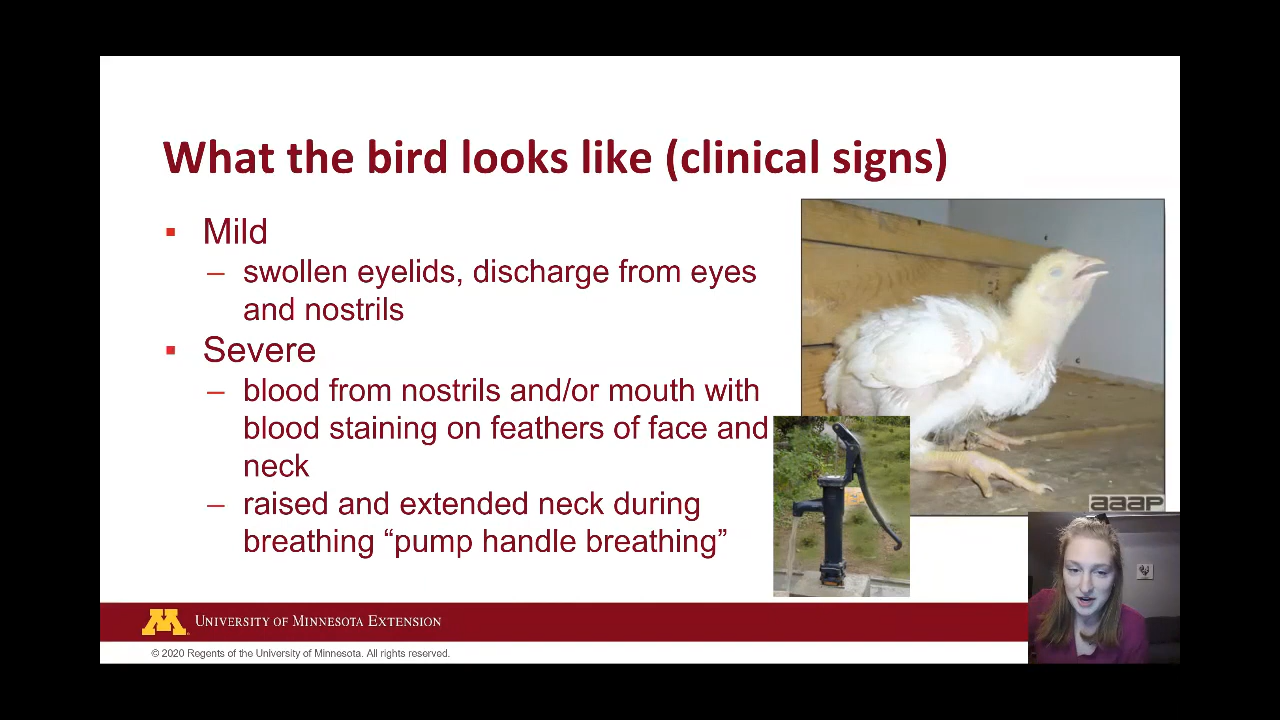 What the bird looks like (clinical signs)
▪ Mild
– swollen eyelids, discharge from eyes
and nostrils
▪ Severe
– blood from nostrils and/or mouth with
blood staining on feathers of face and
neck
– raised and extended neck during
breathing “pump handle breathing”
aaap
M UNIVERSITY OF MINNESOTA EXTENSION
© 2020 Regents of the University of Minnesota. All rights reserved.